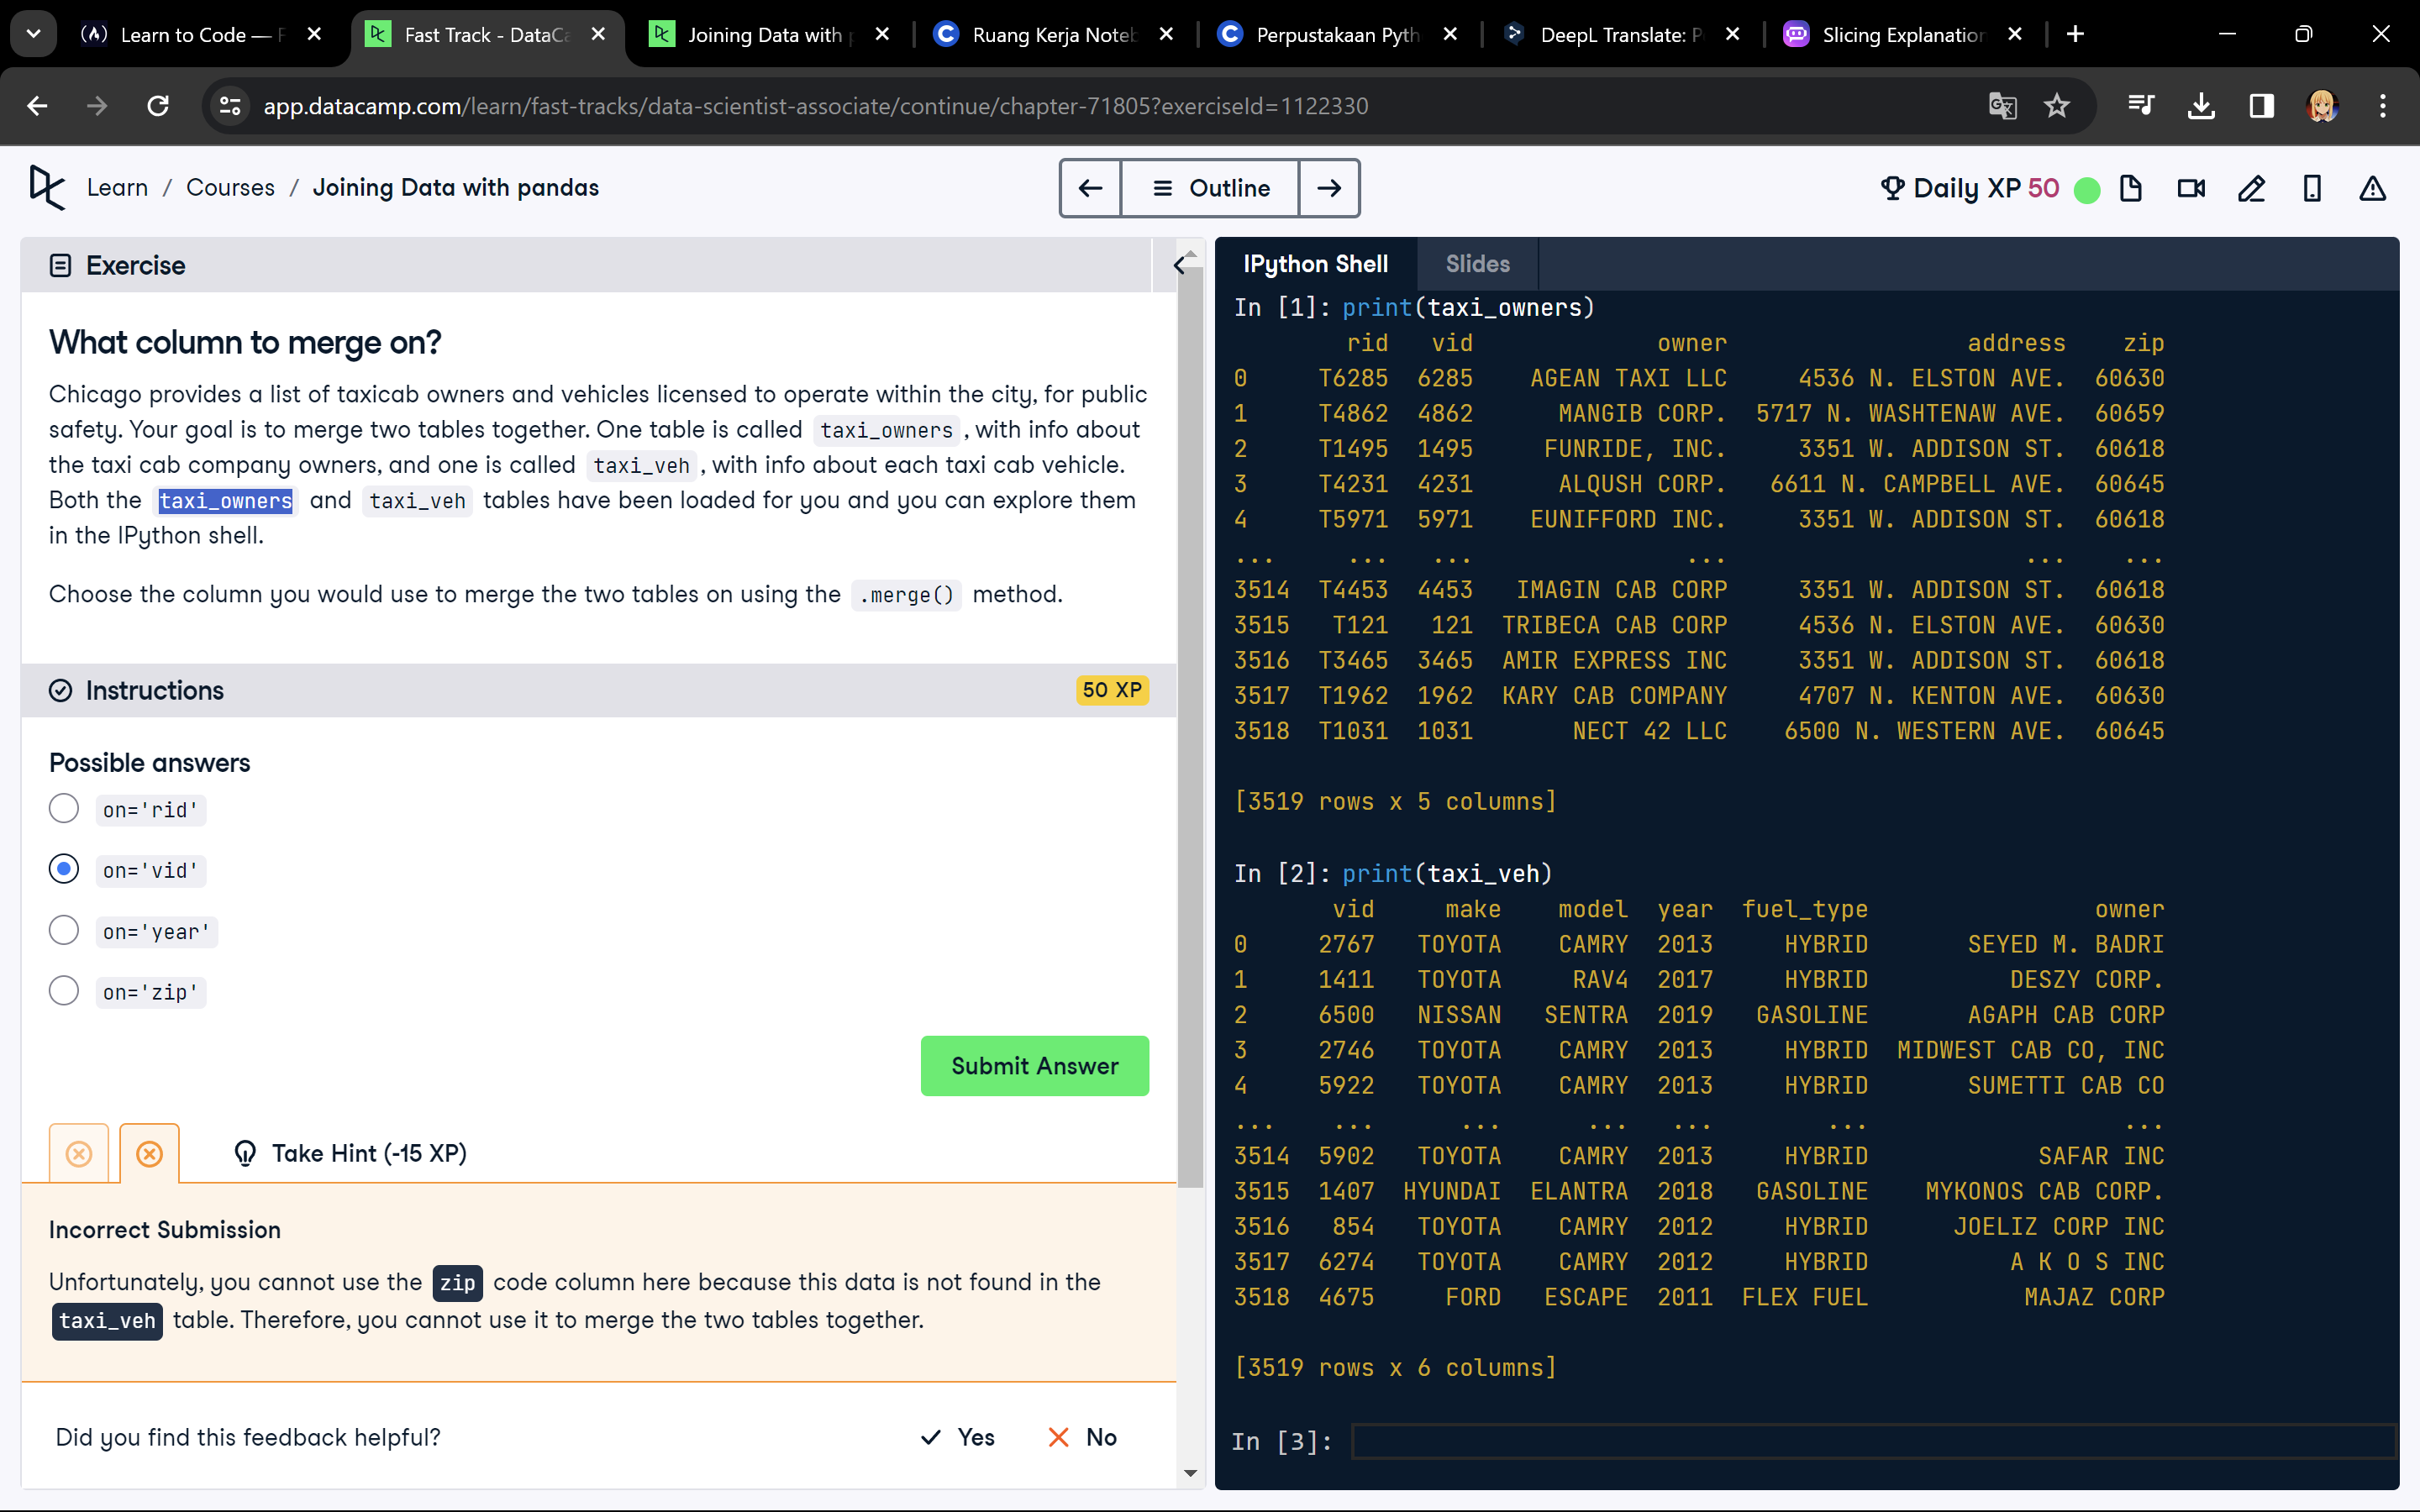 Learn to Code — F
Fast Track - DataCa
Joining Data with p
Ruang Kerja Noteb
Perpustakaan Pyth
DeepL Translate: P
Slicing Explanation
app.datacamp.com/learn/fast-tracks/data-scientist-associate/continue/chapter-71805?exerciseId=1122330
Learn / Courses / Joining Data with pandas
Outline
Daily XP 50
Exercise
What column to merge on?
Chicago provides a list of taxicab owners and vehicles licensed to operate within the city, for public
safety. Your goal is to merge two tables together. One table is called taxi_owners, with info about
the taxi cab company owners, and one is called taxi_veh, with info about each taxi cab vehicle.
Both the taxi_owners and taxi_veh tables have been loaded for you and you can explore them
in the IPython shell.
Choose the column you would use to merge the two tables on using the .merge() method.
Instructions
50 XP
Possible answers
on='rid'
on='vid'
on='year'
on='zip'
Submit Answer
Take Hint (-15 XP)
Incorrect Submission
Unfortunately, you cannot use the zip code column here because this data is not found in the
taxi_veh table. Therefore, you cannot use it to merge the two tables together.
Did you find this feedback helpful?
Yes
No
IPython Shell
Slides
In [1]: print(taxi_owners)
rid vid owner address zip
0 T6285 6285 AGEAN TAXI LLC 4536 N. ELSTON AVE. 60630
1 T4862 4862 MANGIB CORP. 5717 N. WASHTENAW AVE. 60659
2 T1495 1495 FUNRIDE, INC. 3351 W. ADDISON ST. 60618
3 T4231 4231 ALQUSH CORP. 6611 N. CAMPBELL AVE. 60645
4 T5971 5971 EUNIFFORD INC. 3351 W. ADDISON ST. 60618
... ... ... ... ... ...
3514 T4453 4453 IMAGIN CAB CORP 3351 W. ADDISON ST. 60618
3515 T121 121 TRIBECA CAB CORP 4536 N. ELSTON AVE. 60630
3516 T3465 3465 AMIR EXPRESS INC 3351 W. ADDISON ST. 60618
3517 T1962 1962 KARY CAB COMPANY 4707 N. KENTON AVE. 60630
3518 T1031 1031 NECT 42 LLC 6500 N. WESTERN AVE. 60645
[3519 rows x 5 columns]
In [2]: print(taxi_veh)
vid make model year fuel_type owner
0 2767 TOYOTA CAMRY 2013 HYBRID SEYED M. BADRI
1 1411 TOYOTA RAV4 2017 HYBRID DESZY CORP.
2 6500 NISSAN SENTRA 2019 GASOLINE AGAPH CAB CORP
3 2746 TOYOTA CAMRY 2013 HYBRID MIDWEST CAB CO, INC
4 5922 TOYOTA CAMRY 2013 HYBRID SUMETTI CAB CO
... ... ... ... ... ... ...
3514 5902 TOYOTA CAMRY 2013 HYBRID SAFAR INC
3515 1407 HYUNDAI ELANTRA 2018 GASOLINE MYKONOS CAB CORP.
3516 854 TOYOTA CAMRY 2012 HYBRID JOELIZ CORP INC
3517 6274 TOYOTA CAMRY 2012 HYBRID A K O S INC
3518 4675 FORD ESCAPE 2011 FLEX FUEL MAJAZ CORP
[3519 rows x 6 columns]
In [3]: